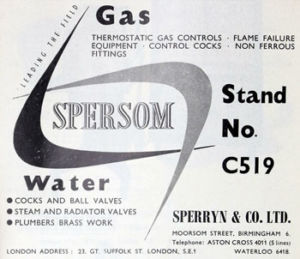 LEADING THE FIELD
Gas
THERMOSTATIC GAS CONTROLS · FLAME FAILURE
EQUIPMENT · CONTROL COCKS · NON FERROUS
FITTINGS
SPERSOM
Stand
No.
C519
Water
● COCKS AND BALL VALVES
● STEAM AND RADIATOR VALVES
● PLUMBERS BRASS WORK
SPERRYN & CO. LTD.
MOORSOM STREET, BIRMINGHAM 6.
Telephone: ASTON CROSS 4011 (5 lines)
LONDON ADDRESS : 23. GT. SUFFOLK ST. LONDON, S.E.1
WATERLOO 6418.